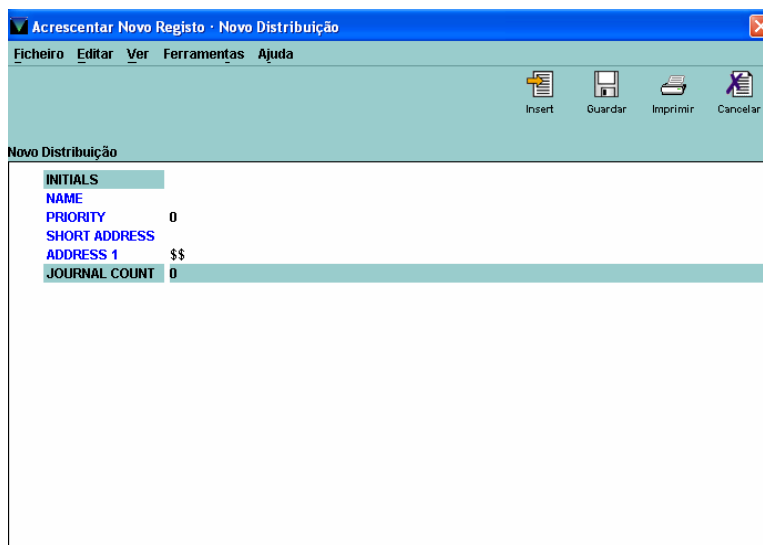 Acrescentar Novo Registo · Novo Distribuição
Ficheiro Editar Ver Ferramentas Ajuda
Insert Guardar Imprimir Cancelar
Novo Distribuição
INITIALS
NAME
PRIORITY 0
SHORT ADDRESS
ADDRESS 1 $$
JOURNAL COUNT 0